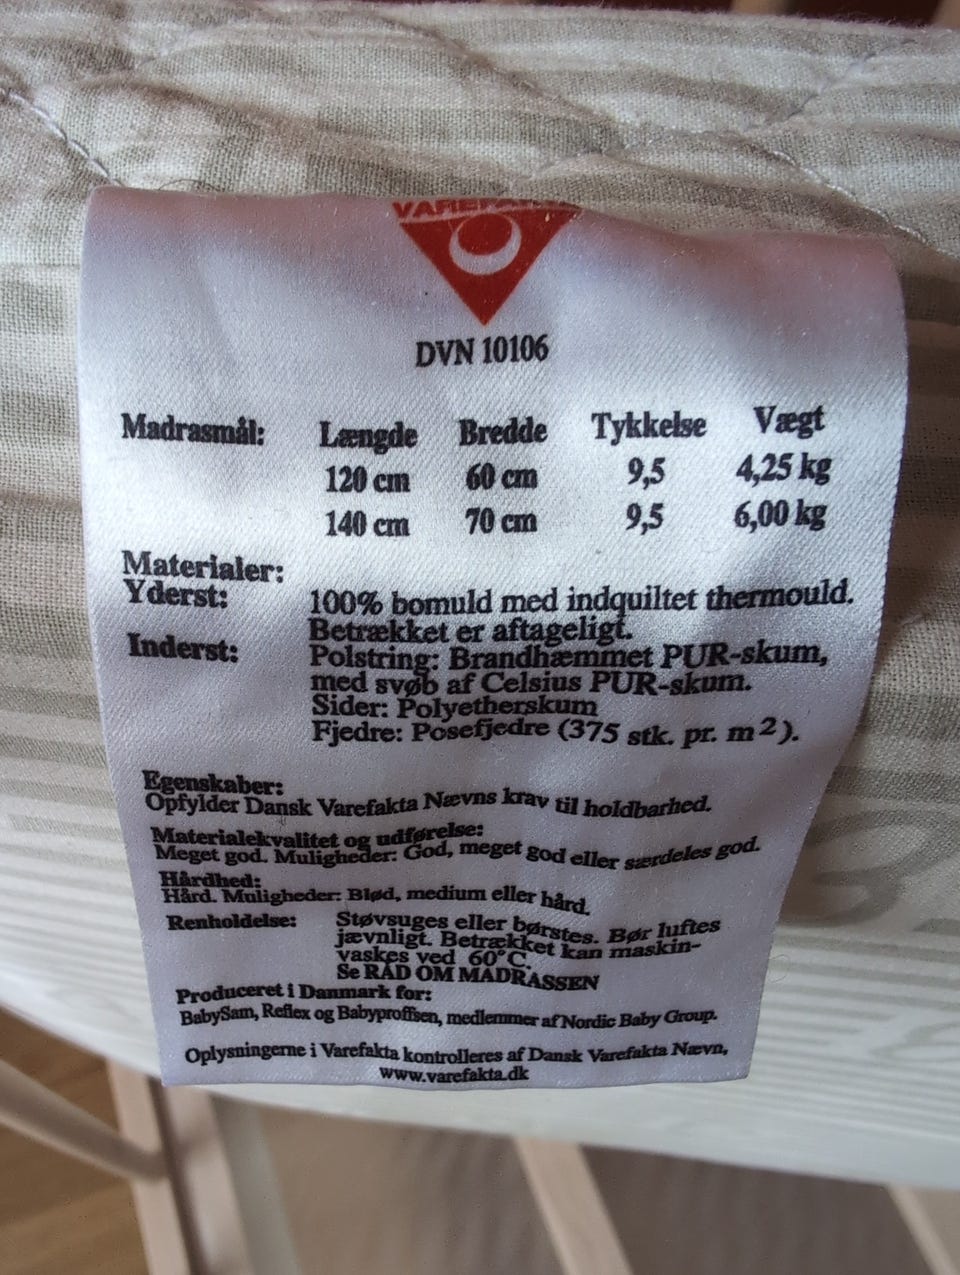 VAREFAKTA
DVN 10106
Madrasmål: Længde Bredde Tykkelse Vægt
120 cm 60 cm 9,5 4,25 kg
140 cm 70 cm 9,5 6,00 kg
Materialer:
Yderst: 100% bomuld med indquiltet thermould.
Betrækket er aftageligt.
Inderst: Polstring: Brandhæmmet PUR-skum,
med svøb af Celsius PUR-skum.
Sider: Polyetherskum
Fjedre: Posefjedre (375 stk. pr. m²).
Egenskaber:
Opfylder Dansk Varefakta Nævns krav til holdbarhed.
Materialekvalitet og udførelse:
Meget god. Muligheder: God, meget god eller særdeles god.
Hårdhed:
Hård. Muligheder: Blød, medium eller hård.
Renholdelse: Støvsuges eller børstes. Bør luftes
jævnligt. Betrækket kan maskin-
vaskes ved 60°C.
Se RÅD OM MADRASSEN
Produceret i Danmark for:
BabySam, Reflex og Babyproffsen, medlemmer af Nordic Baby Group.
Oplysningerne i Varefakta kontrolleres af Dansk Varefakta Nævn,
www.varefakta.dk